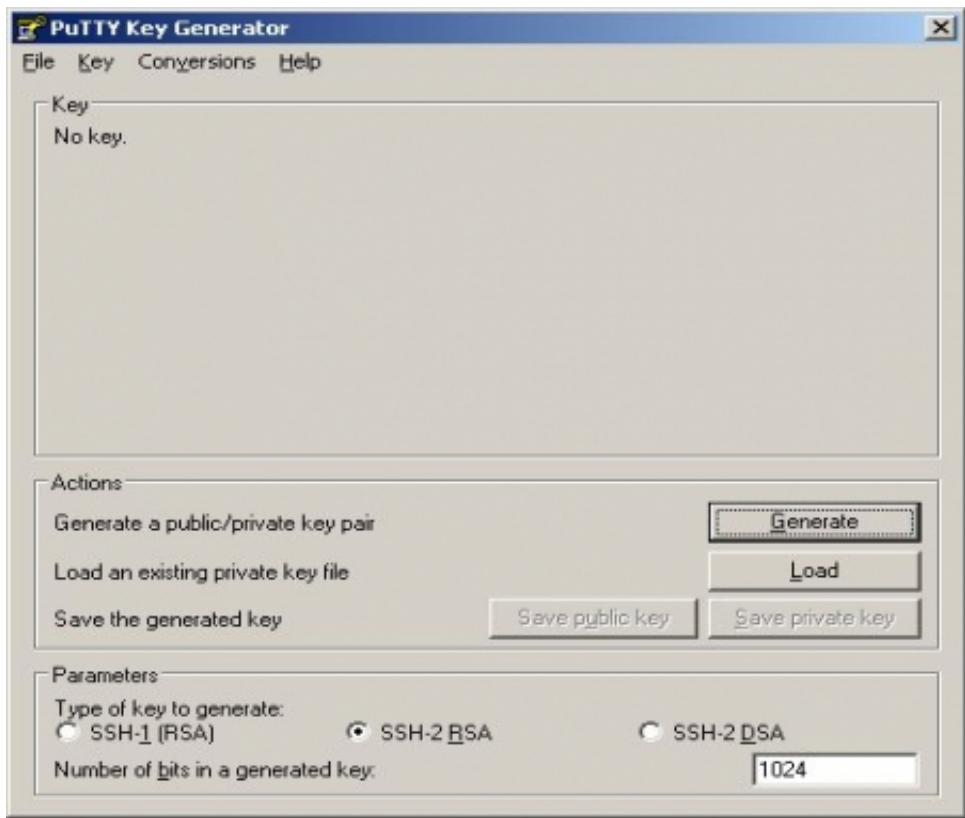 PuTTY Key Generator
File Key Conversions Help
Key
No key.
Actions
Generate a public/private key pair
Generate
Load an existing private key file
Load
Save the generated key
Save public key
Save private key
Parameters
Type of key to generate:
SSH-1 (RSA)
SSH-2 RSA
SSH-2 DSA
Number of bits in a generated key:
1024